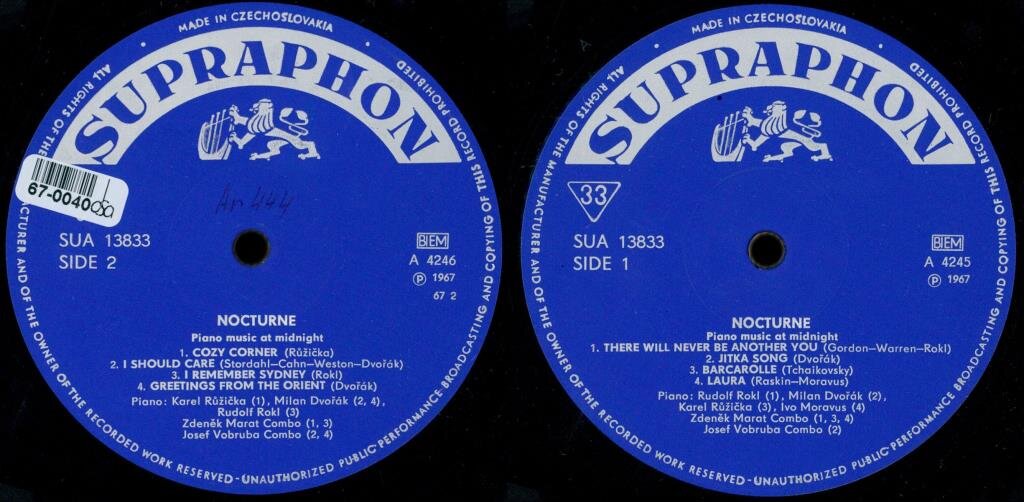 MADE IN CZECHOSLOVAKIA
SUPRAPHON
ALL RIGHTS OF THE
CTURER AND OF THE OWNER OF THE RECORDED WORK RESERVED-UNAUTHORIZED PUBLIC PERFORMANCE BROADCASTING AND COPYING OF THIS RECORD PROHIBITED
67-0040
An 444
SUA 13833
SIDE 2
BIEM
A 4246
Ⓟ 1967
67 2
NOCTURNE
Piano music at midnight
1. COZY CORNER (Růžička)
2. I SHOULD CARE (Stordahl–Cahn–Weston–Dvořák)
3. I REMEMBER SYDNEY (Rokl)
4. GREETINGS FROM THE ORIENT (Dvořák)
Piano: Karel Růžička (1), Milan Dvořák (2, 4),
Rudolf Rokl (3)
Zdeněk Marat Combo (1, 3)
Josef Vobruba Combo (2, 4)
MADE IN CZECHOSLOVAKIA
SUPRAPHON
ALL RIGHTS OF THE MANUFACTURER AND OF THE OWNER OF THE RECORDED WORK RESERVED-UNAUTHORIZED PUBLIC PERFORMANCE BROADCASTING AND COPYING OF THIS RECORD PROHIBITED
33
SUA 13833
SIDE 1
BIEM
A 4245
Ⓟ 1967
NOCTURNE
Piano music at midnight
1. THERE WILL NEVER BE ANOTHER YOU (Gordon–Warren–Rokl)
2. JITKA SONG (Dvořák)
3. BARCAROLLE (Tchaikovsky)
4. LAURA (Raskin–Moravus)
Piano: Rudolf Rokl (1), Milan Dvořák (2),
Karel Růžička (3), Ivo Moravus (4)
Zdeněk Marat Combo (1, 3, 4)
Josef Vobruba Combo (2)